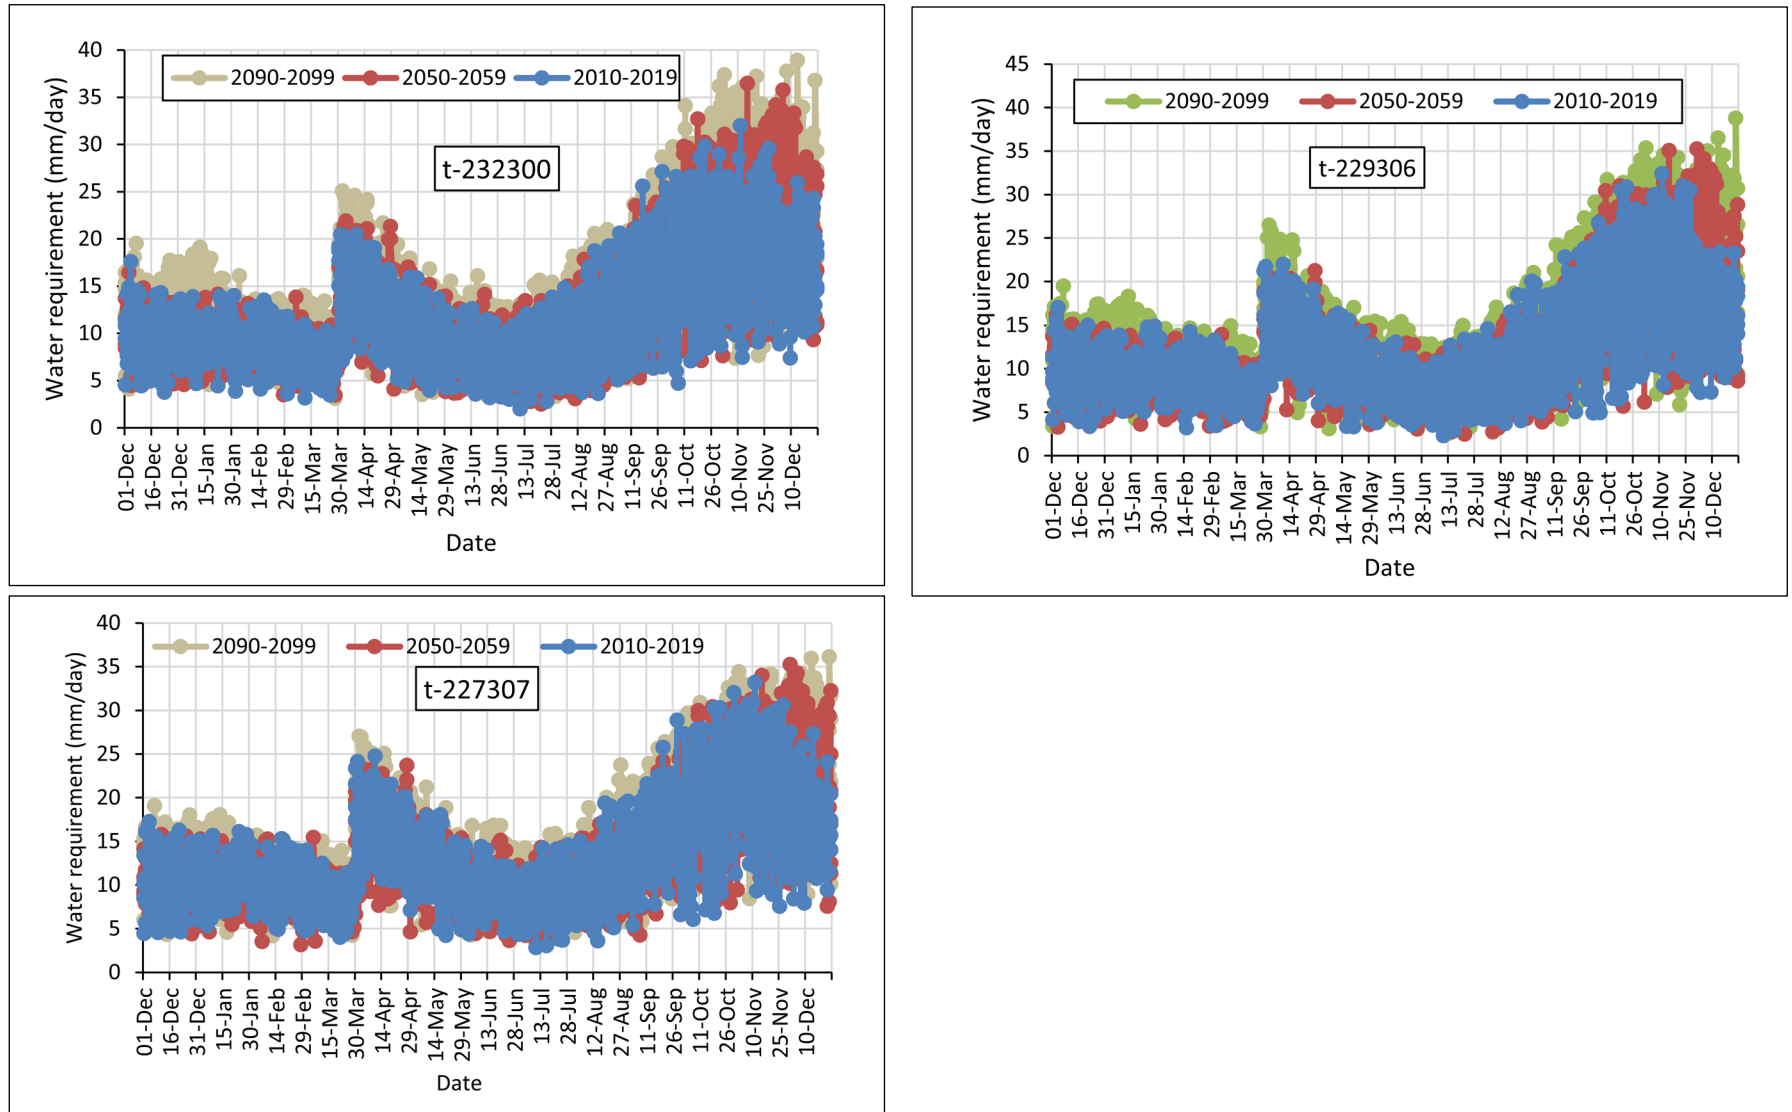 40
35
30
25
20
15
10
5
0
Water requirement (mm/day)
2090-2099 2050-2059 2010-2019
t-232300
01-Dec 16-Dec 31-Dec 15-Jan 30-Jan 14-Feb 29-Feb 15-Mar 30-Mar 14-Apr 29-Apr 14-May 29-May 13-Jun 28-Jun 13-Jul 28-Jul 12-Aug 27-Aug 11-Sep 26-Sep 11-Oct 26-Oct 10-Nov 25-Nov 10-Dec
Date
45
40
35
30
25
20
15
10
5
0
Water requirement (mm/day)
2090-2099 2050-2059 2010-2019
t-229306
01-Dec 16-Dec 31-Dec 15-Jan 30-Jan 14-Feb 29-Feb 15-Mar 30-Mar 14-Apr 29-Apr 14-May 29-May 13-Jun 28-Jun 13-Jul 28-Jul 12-Aug 27-Aug 11-Sep 26-Sep 11-Oct 26-Oct 10-Nov 25-Nov 10-Dec
Date
40
35
30
25
20
15
10
5
0
Water requirement (mm/day)
2090-2099 2050-2059 2010-2019
t-227307
01-Dec 16-Dec 31-Dec 15-Jan 30-Jan 14-Feb 29-Feb 15-Mar 30-Mar 14-Apr 29-Apr 14-May 29-May 13-Jun 28-Jun 13-Jul 28-Jul 12-Aug 27-Aug 11-Sep 26-Sep 11-Oct 26-Oct 10-Nov 25-Nov 10-Dec
Date